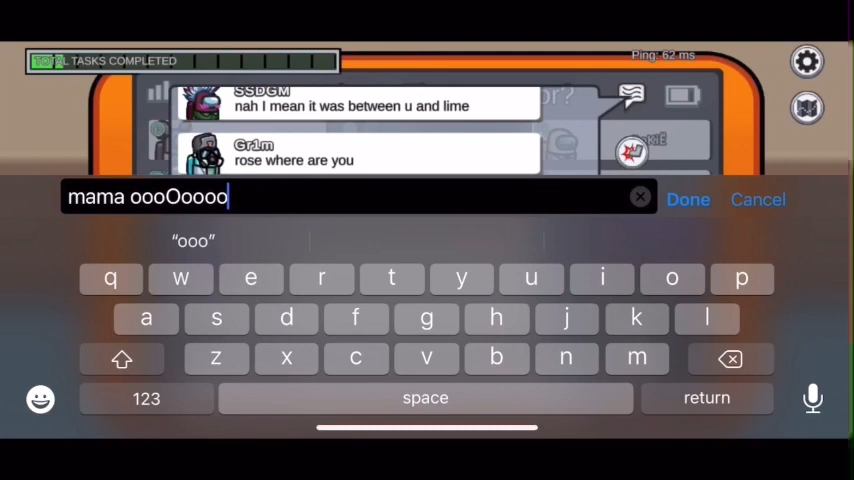 TOTAL TASKS COMPLETED
Ping: 62 ms
SSDGM
nah I mean it was between u and lime
or?
Gr1m
rose where are you
mama oooOoooo
Done
Cancel
“ooo”
q w e r t y u i o p
a s d f g h j k l
z x c v b n m
123
space
return